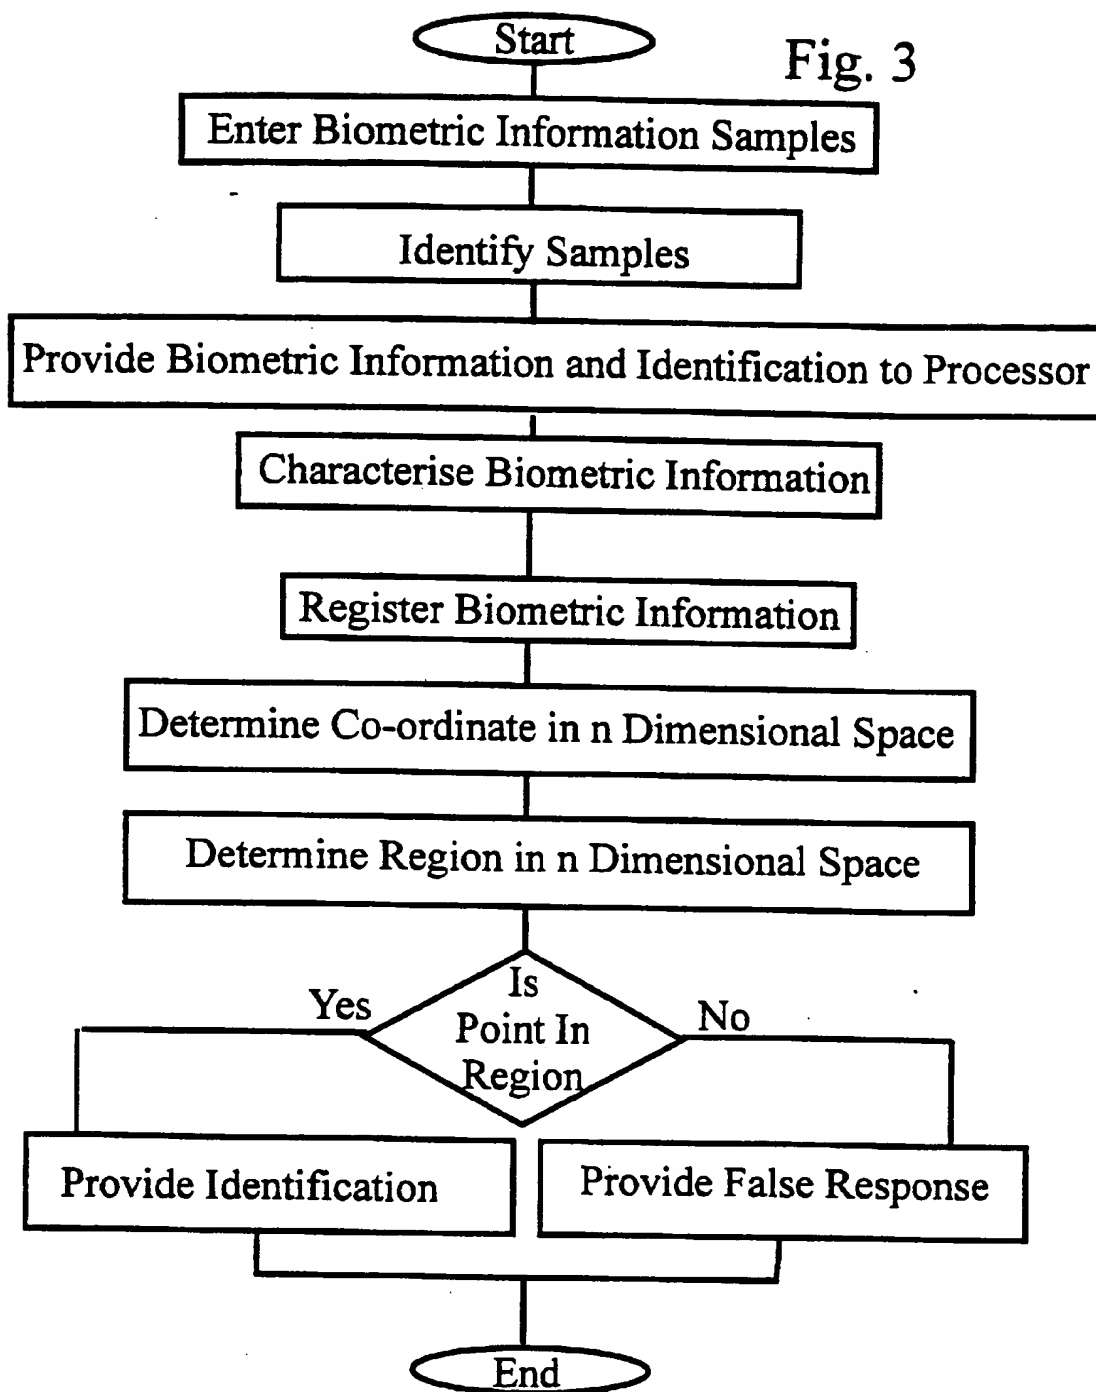 Start
Fig. 3
Enter Biometric Information Samples
Identify Samples
Provide Biometric Information and Identification to Processor
Characterise Biometric Information
Register Biometric Information
Determine Co-ordinate in n Dimensional Space
Determine Region in n Dimensional Space
Is
Point In
Region
Yes
No
Provide Identification
Provide False Response
End